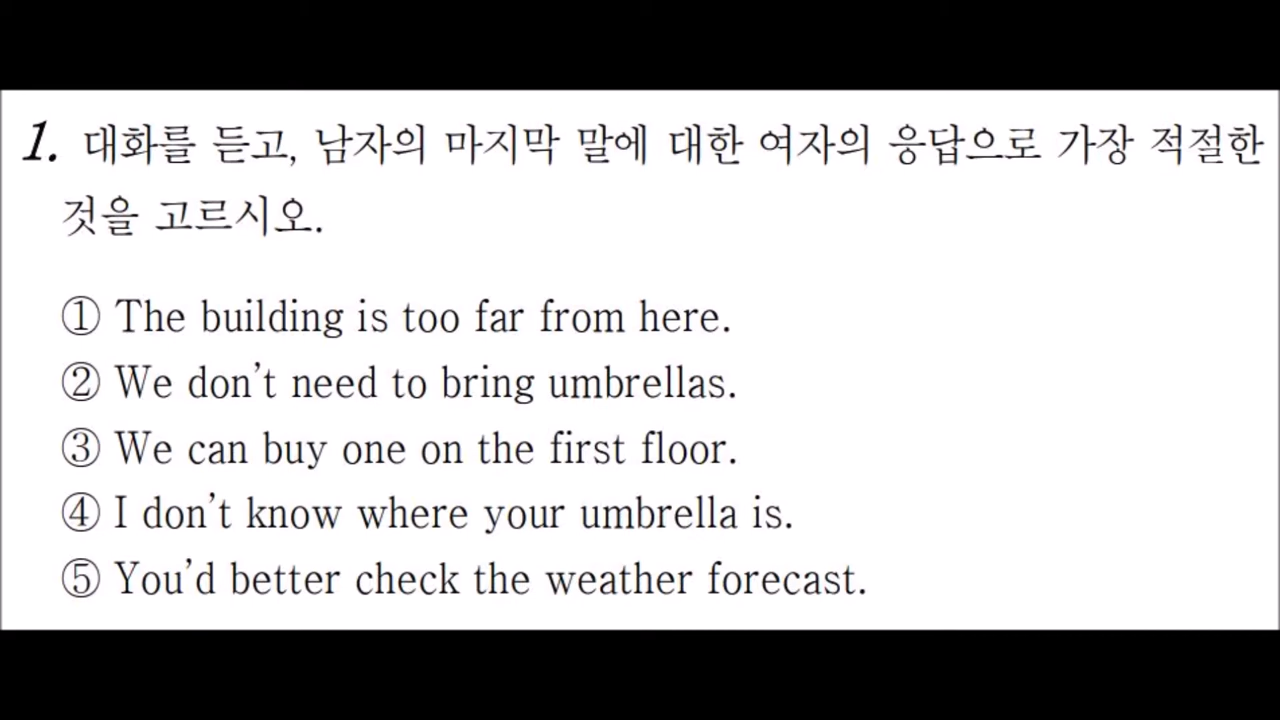 1. 대화를 듣고, 남자의 마지막 말에 대한 여자의 응답으로 가장 적절한
것을 고르시오.
① The building is too far from here.
② We don't need to bring umbrellas.
③ We can buy one on the first floor.
④ I don't know where your umbrella is.
⑤ You'd better check the weather forecast.